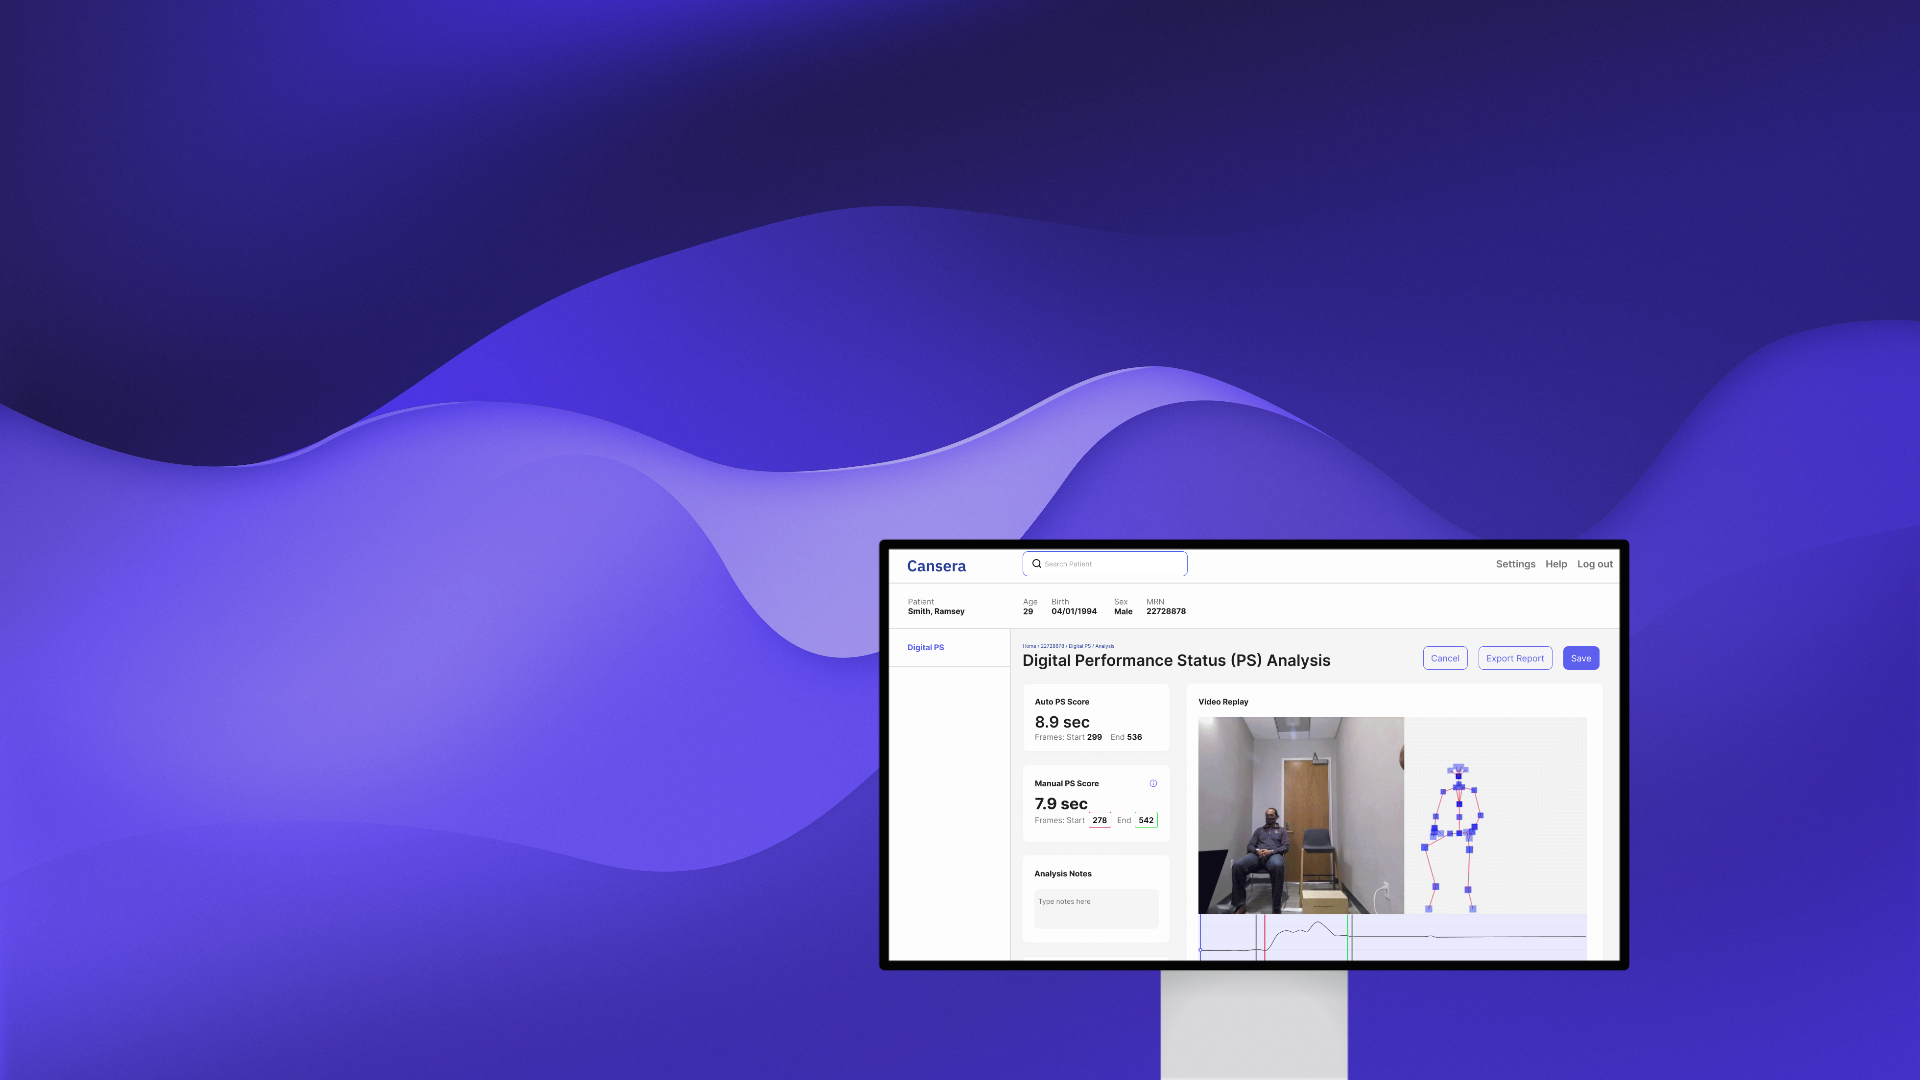 Cansera
Search Patient
Settings Help Log out
Patient Age Birth Sex MRN
Smith, Ramsey 29 04/01/1994 Male 22728878
Digital PS
Home / 22728878 / Digital PS / Analysis
Digital Performance Status (PS) Analysis
Cancel Export Report Save
Auto PS Score
8.9 sec
Frames: Start 299 End 536
Manual PS Score
7.9 sec
Frames: Start 278 End 542
Analysis Notes
Type notes here
Video Replay